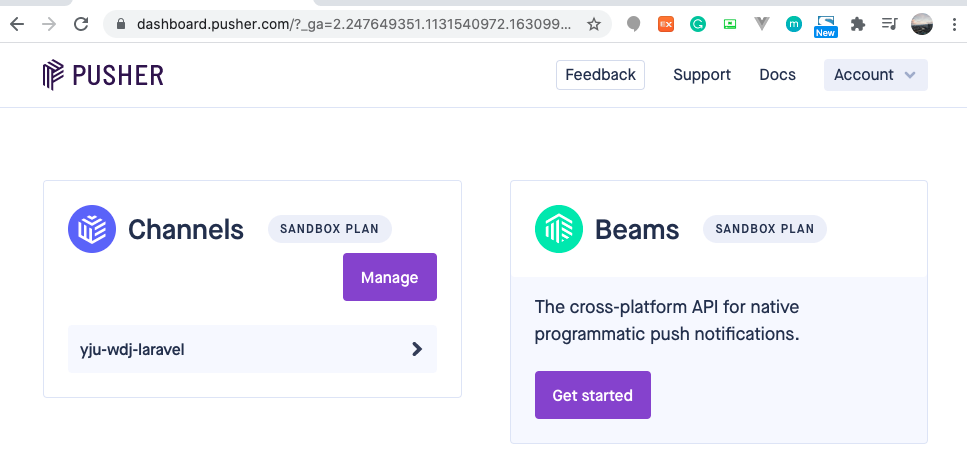 dashboard.pusher.com/?_ga=2.247649351.1131540972.163099...
EX
m
New
PUSHER
Feedback
Support
Docs
Account
Channels
SANDBOX PLAN
Manage
yju-wdj-laravel
Beams
SANDBOX PLAN
The cross-platform API for native
programmatic push notifications.
Get started